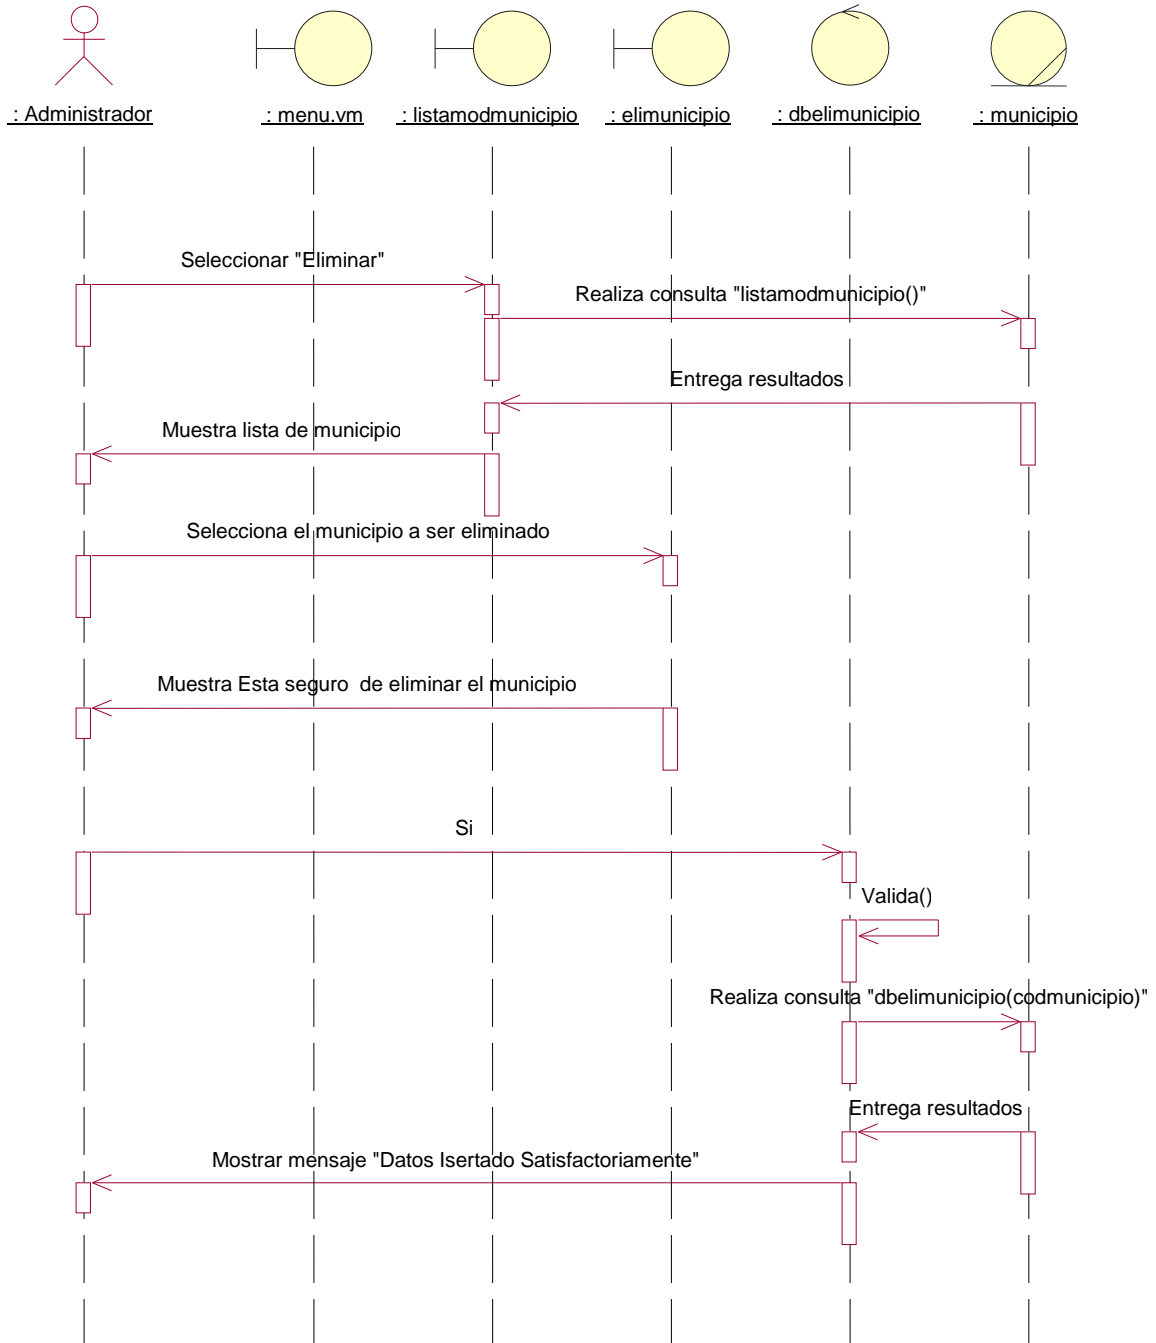 : Administrador
: menu.vm
: listamodmunicipio
: elimunicipio
: dbelimunicipio
: municipio
Seleccionar "Eliminar"
Realiza consulta "listamodmunicipio()"
Entrega resultados
Muestra lista de municipio
Selecciona el municipio a ser eliminado
Muestra Esta seguro  de eliminar el municipio
Si
Valida()
Realiza consulta "dbelimunicipio(codmunicipio)"
Entrega resultados
Mostrar mensaje "Datos Isertado Satisfactoriamente"